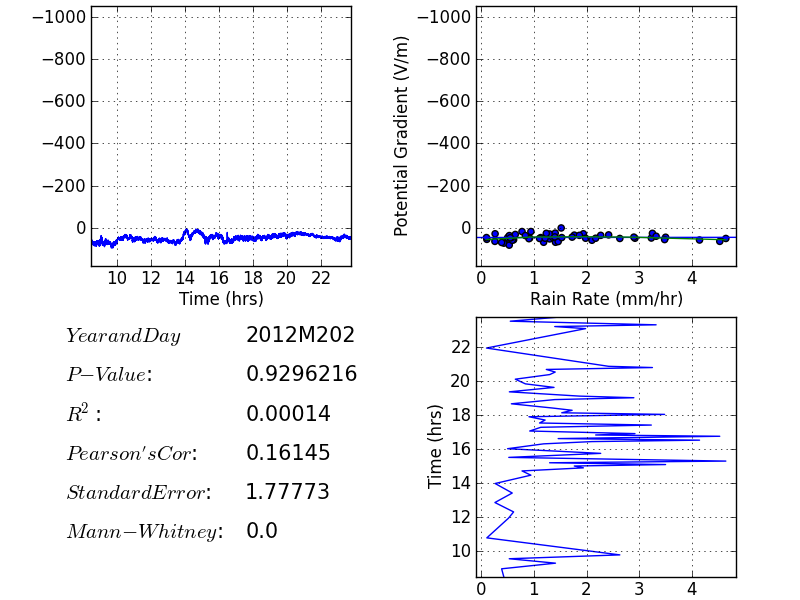 −1000
−800
−600
−400
−200
0
10 12 14 16 18 20 22
Time (hrs)
−1000
−800
−600
−400
−200
0
Potential Gradient (V/m)
0 1 2 3 4
Rain Rate (mm/hr)
YearandDay 2012M202
P−Value: 0.9296216
R²: 0.00014
Pearson'sCor: 0.16145
StandardError: 1.77773
Mann−Whitney: 0.0
22
20
18
16
14
12
10
Time (hrs)
0 1 2 3 4